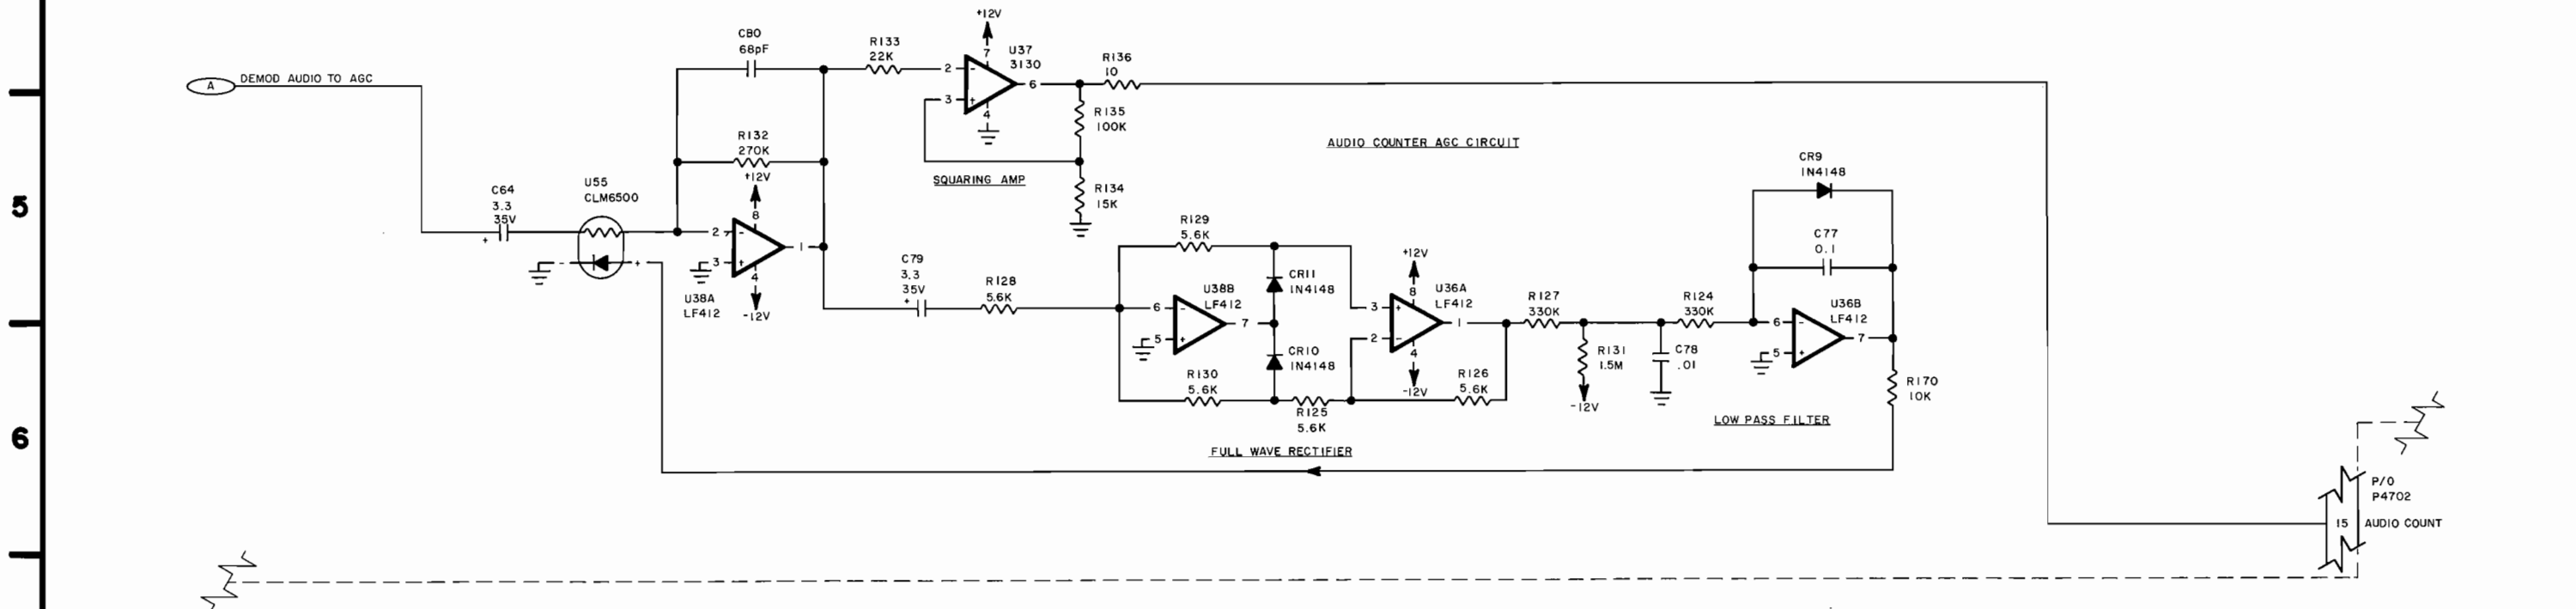 A
DEMOD AUDIO TO AGC
C64
3.3
35V
+
U55
CLM6500
-
+
CB0
68pF
R132
270K
+12V
8
2
-
3
+
1
4
U38A
LF412
-12V
R133
22K
+12V
7
U37
3130
2
-
3
+
6
4
R136
10
R135
100K
R134
15K
SQUARING AMP
AUDIO COUNTER AGC CIRCUIT
C79
3.3
35V
+
R128
5.6K
R129
5.6K
6
-
5
+
7
U38B
LF412
R130
5.6K
CR11
1N4148
CR10
1N4148
R125
5.6K
+12V
8
U36A
LF412
3
+
2
-
1
4
-12V
R126
5.6K
FULL WAVE RECTIFIER
R127
330K
R131
1.5M
-12V
C78
.01
R124
330K
CR9
1N4148
C77
0.1
U36B
LF412
6
-
5
+
7
R170
10K
LOW PASS FILTER
P/O
P4702
15
AUDIO COUNT
5
6